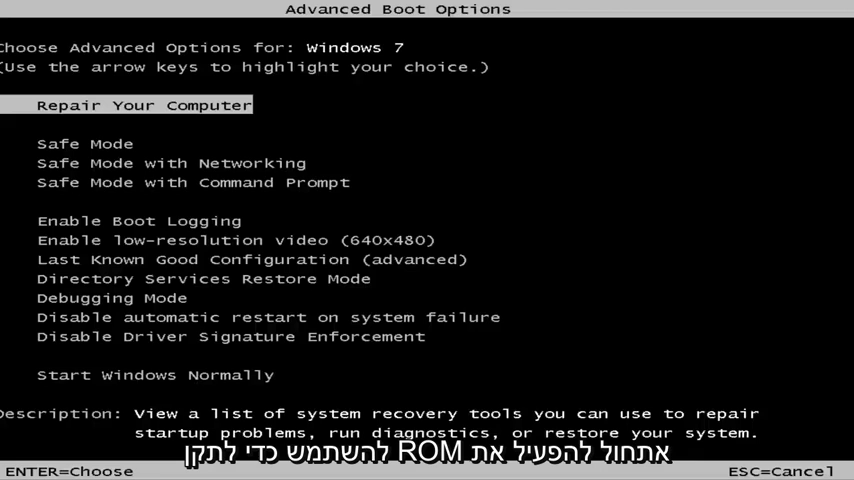 Advanced Boot Options
Choose Advanced Options for: Windows 7
(Use the arrow keys to highlight your choice.)
Repair Your Computer
Safe Mode
Safe Mode with Networking
Safe Mode with Command Prompt
Enable Boot Logging
Enable low-resolution video (640x480)
Last Known Good Configuration (advanced)
Directory Services Restore Mode
Debugging Mode
Disable automatic restart on system failure
Disable Driver Signature Enforcement
Start Windows Normally
Description: View a list of system recovery tools you can use to repair
startup problems, run diagnostics, or restore your system.
אתחול להפעיל את ROM להשתמש כדי לתקן
ENTER=Choose ESC=Cancel